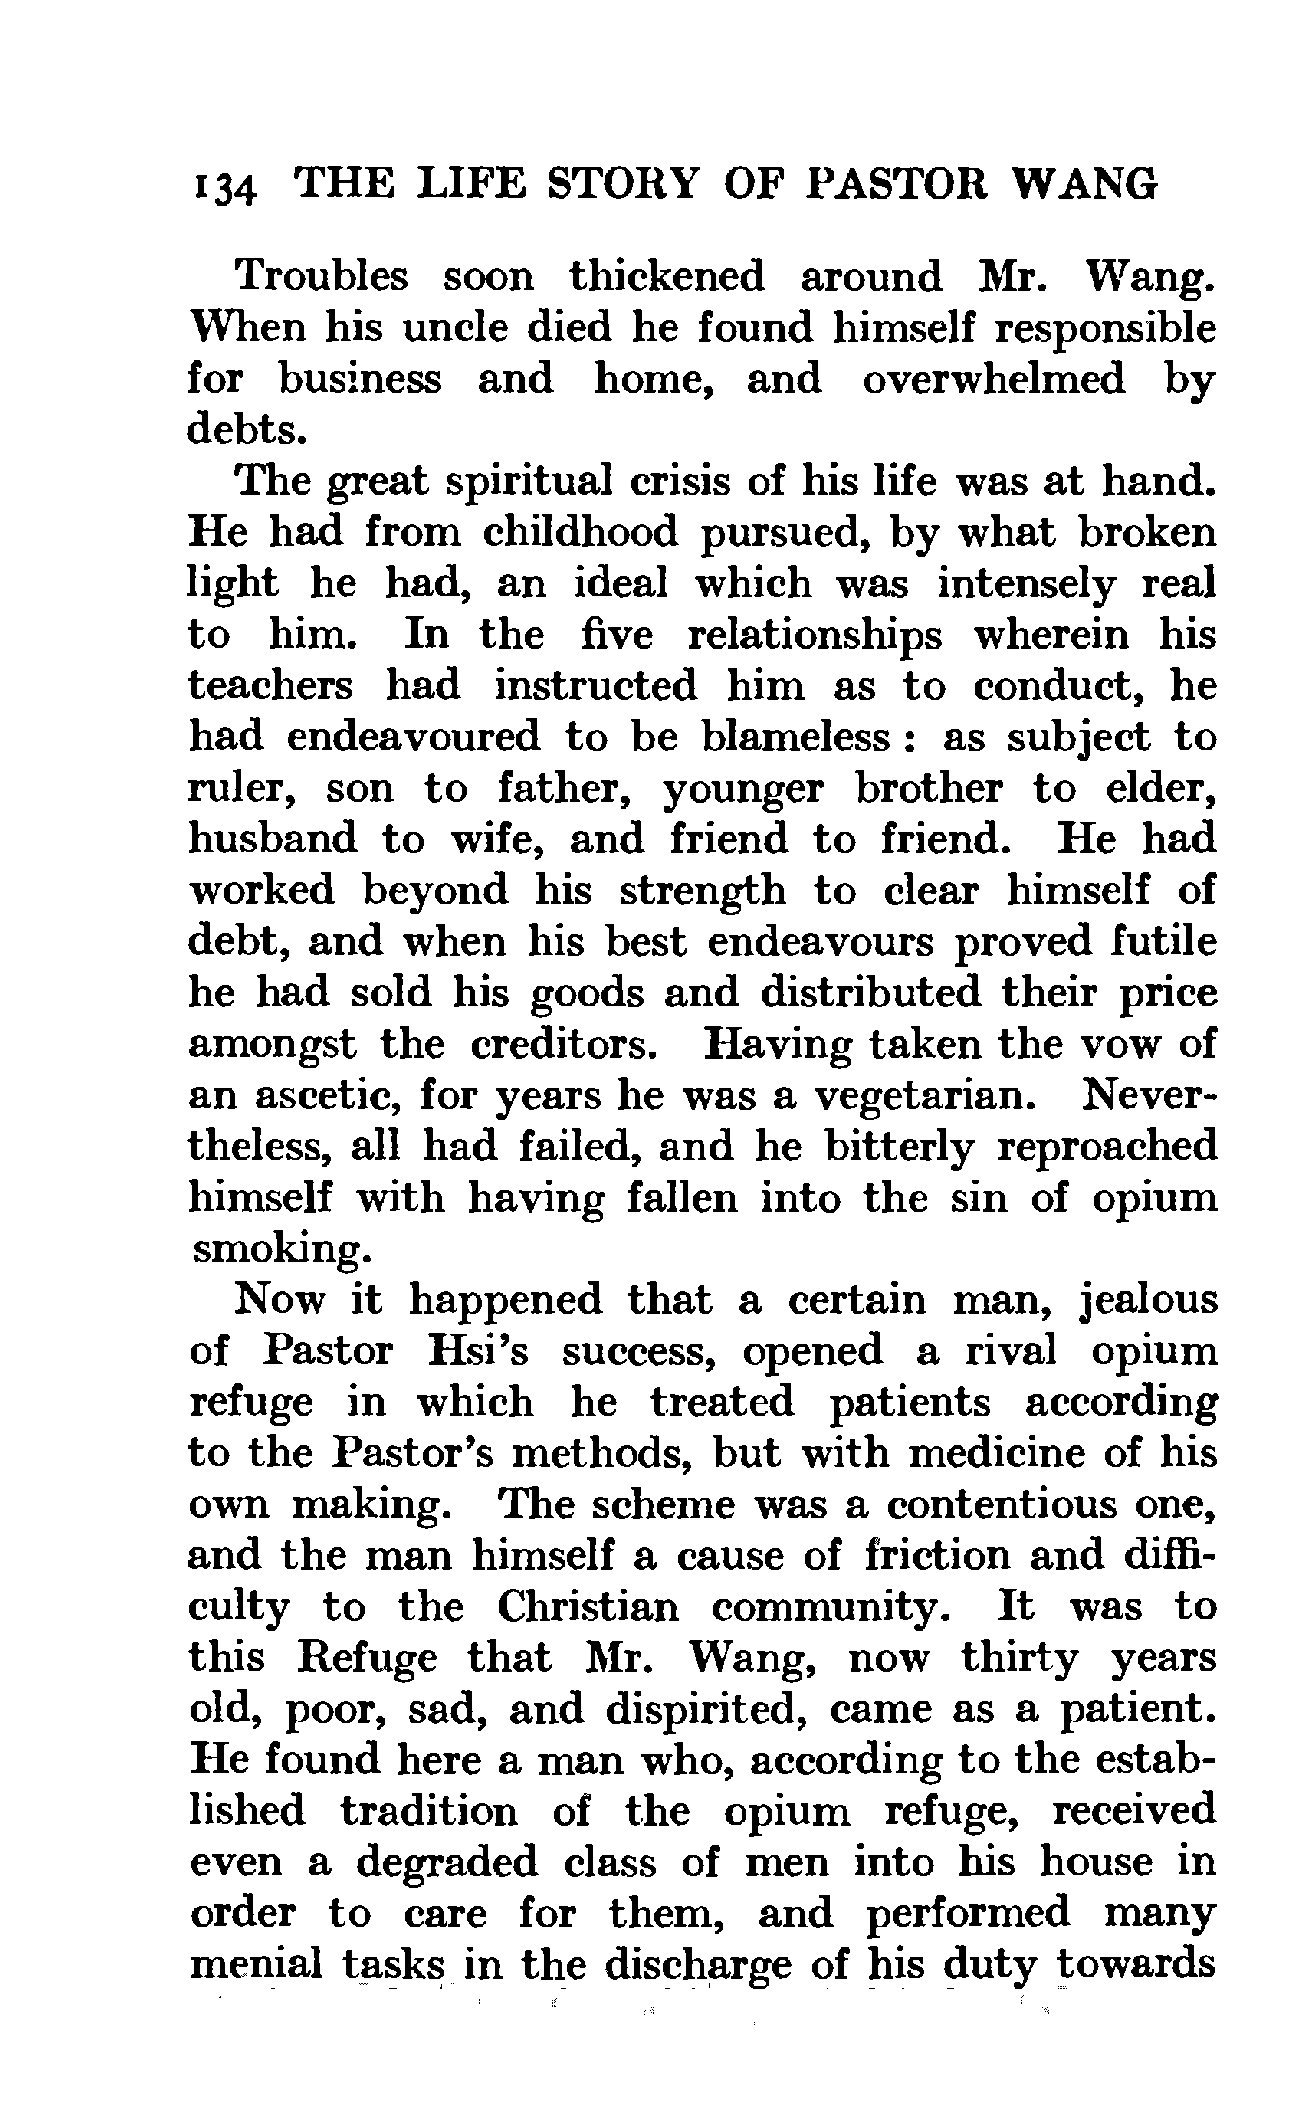 134 THE LIFE STORY OF PASTOR WANG
Troubles soon thickened around Mr. Wang.
When his uncle died he found himself responsible
for business and home, and overwhelmed by
debts.
The great spiritual crisis of his life was at hand.
He had from childhood pursued, by what broken
light he had, an ideal which was intensely real
to him. In the five relationships wherein his
teachers had instructed him as to conduct, he
had endeavoured to be blameless : as subject to
ruler, son to father, younger brother to elder,
husband to wife, and friend to friend. He had
worked beyond his strength to clear himself of
debt, and when his best endeavours proved futile
he had sold his goods and distributed their price
amongst the creditors. Having taken the vow of
an ascetic, for years he was a vegetarian. Never-
theless, all had failed, and he bitterly reproached
himself with having fallen into the sin of opium
smoking.
Now it happened that a certain man, jealous
of Pastor Hsi's success, opened a rival opium
refuge in which he treated patients according
to the Pastor's methods, but with medicine of his
own making. The scheme was a contentious one,
and the man himself a cause of friction and diffi-
culty to the Christian community. It was to
this Refuge that Mr. Wang, now thirty years
old, poor, sad, and dispirited, came as a patient.
He found here a man who, according to the estab-
lished tradition of the opium refuge, received
even a degraded class of men into his house in
order to care for them, and performed many
menial tasks in the discharge of his duty towards